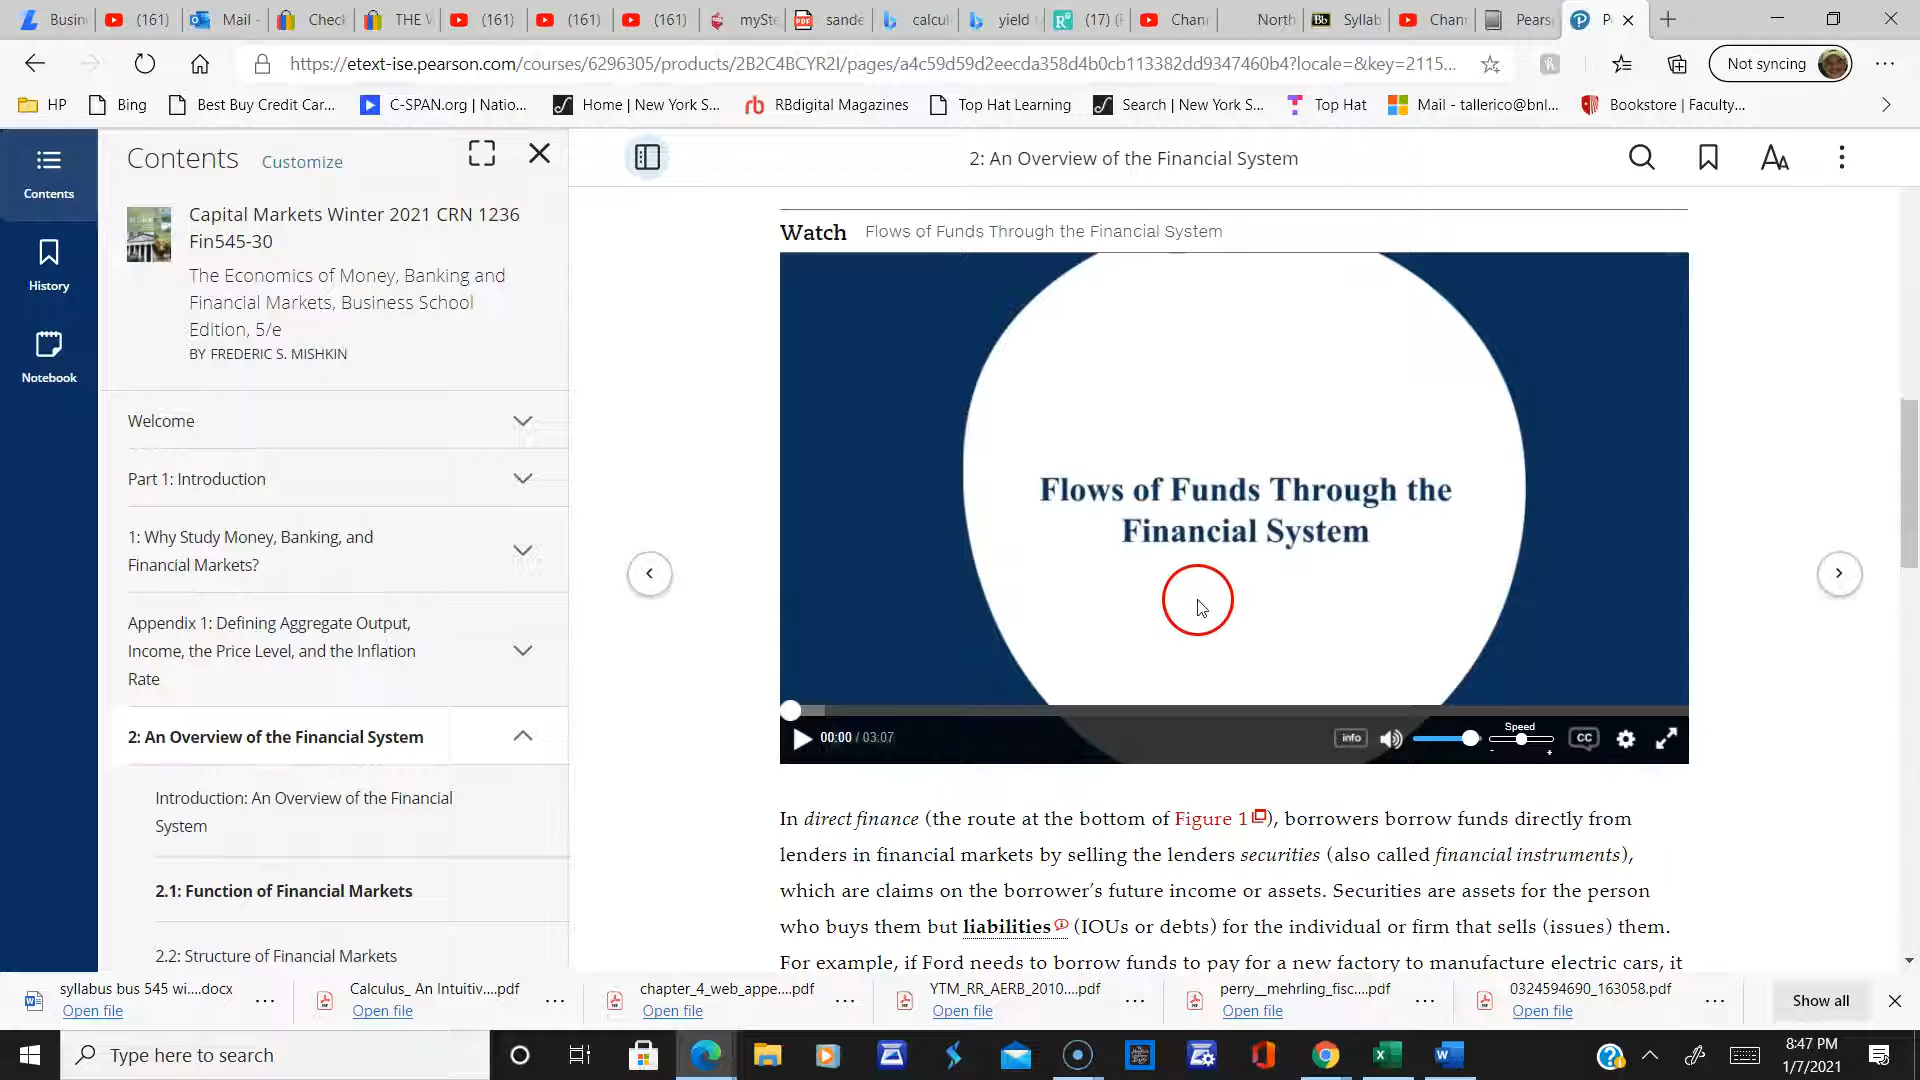 Busin
(161)
Mail -
Check
THE V
(161)
(161)
(161)
mySte
sande
calcul
yield
(17) (
Chann
North
Syllab
Chann
Pears
P
https://etext-ise.pearson.com/courses/6296305/products/2B2C4BCYR2I/pages/a4c59d59d2eecda358d4b0cb113382dd9347460b4?locale=&key=2115...
Not syncing
HP
Bing
Best Buy Credit Car...
C-SPAN.org | Natio...
Home | New York S...
RBdigital Magazines
Top Hat Learning
Search | New York S...
Top Hat
Mail - tallerico@bnl...
Bookstore | Faculty...
Contents
History
Notebook
Contents Customize
Capital Markets Winter 2021 CRN 1236
Fin545-30
The Economics of Money, Banking and
Financial Markets, Business School
Edition, 5/e
BY FREDERIC S. MISHKIN
Welcome
Part 1: Introduction
1: Why Study Money, Banking, and
Financial Markets?
Appendix 1: Defining Aggregate Output,
Income, the Price Level, and the Inflation
Rate
2: An Overview of the Financial System
Introduction: An Overview of the Financial
System
2.1: Function of Financial Markets
2.2: Structure of Financial Markets
2: An Overview of the Financial System
Watch Flows of Funds Through the Financial System
Flows of Funds Through the
Financial System
00:00 / 03:07
info
Speed
- +
CC
In direct finance (the route at the bottom of Figure 1), borrowers borrow funds directly from
lenders in financial markets by selling the lenders securities (also called financial instruments),
which are claims on the borrower's future income or assets. Securities are assets for the person
who buys them but liabilities (IOUs or debts) for the individual or firm that sells (issues) them.
For example, if Ford needs to borrow funds to pay for a new factory to manufacture electric cars, it
syllabus bus 545 wi....docx
Open file
Calculus_ An Intuitiv....pdf
Open file
chapter_4_web_appe....pdf
Open file
YTM_RR_AERB_2010....pdf
Open file
perry__mehrling_fisc....pdf
Open file
0324594690_163058.pdf
Open file
Show all
Type here to search
8:47 PM
1/7/2021